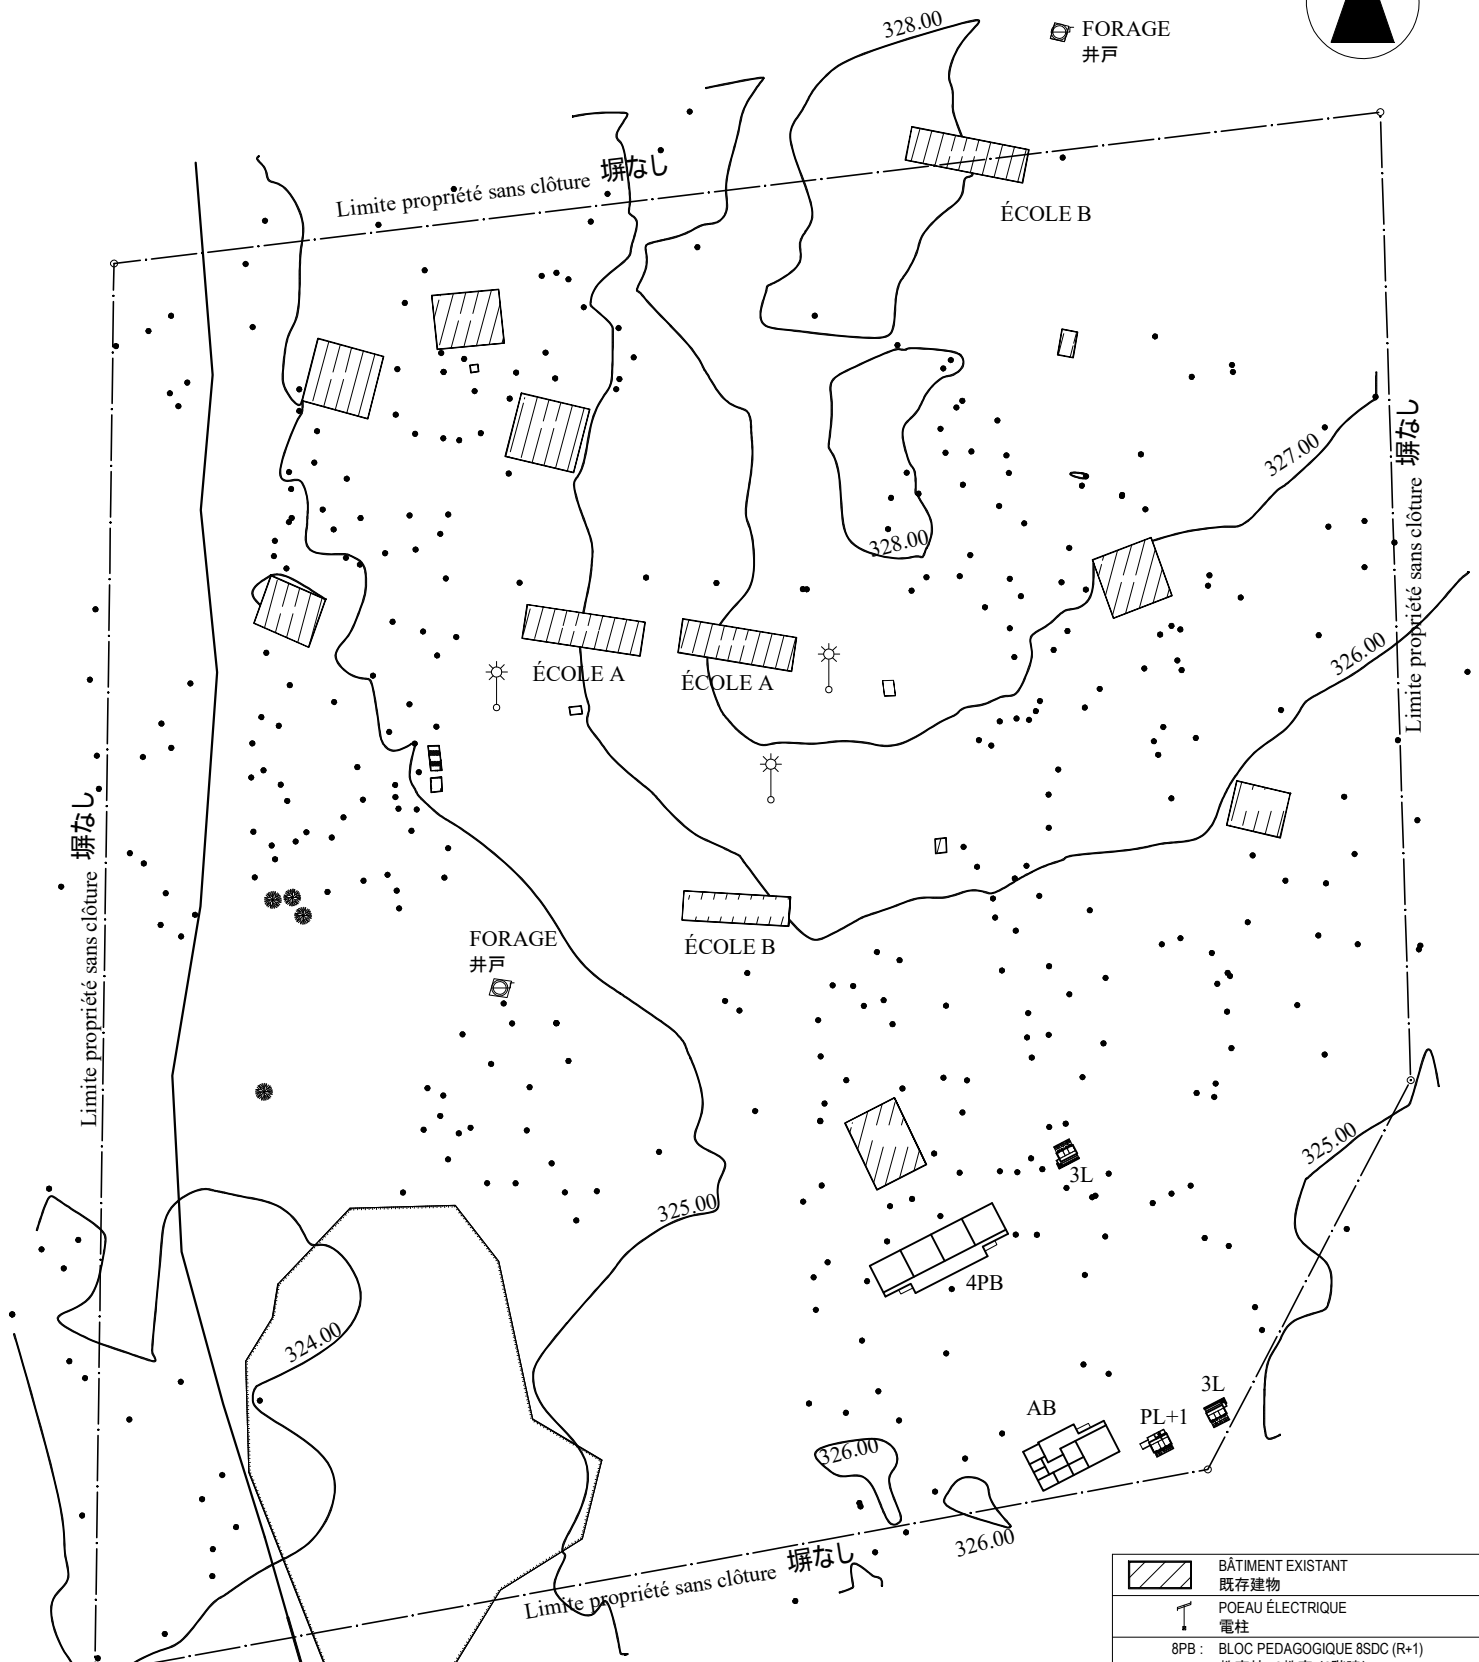 328.00
FORAGE
井戸
Limite propriété sans clôture 塀なし
ÉCOLE B
327.00
Limite propriété sans clôture 塀なし
328.00
326.00
ÉCOLE A
ÉCOLE A
Limite propriété sans clôture 塀なし
FORAGE
井戸
ÉCOLE B
325.00
3L
325.00
4PB
324.00
3L
AB
PL+1
326.00
326.00
Limite propriété sans clôture 塀なし
BÂTIMENT EXISTANT
既存建物
POEAU ÉLECTRIQUE
電柱
8PB : BLOC PEDAGOGIQUE 8SDC (R+1)